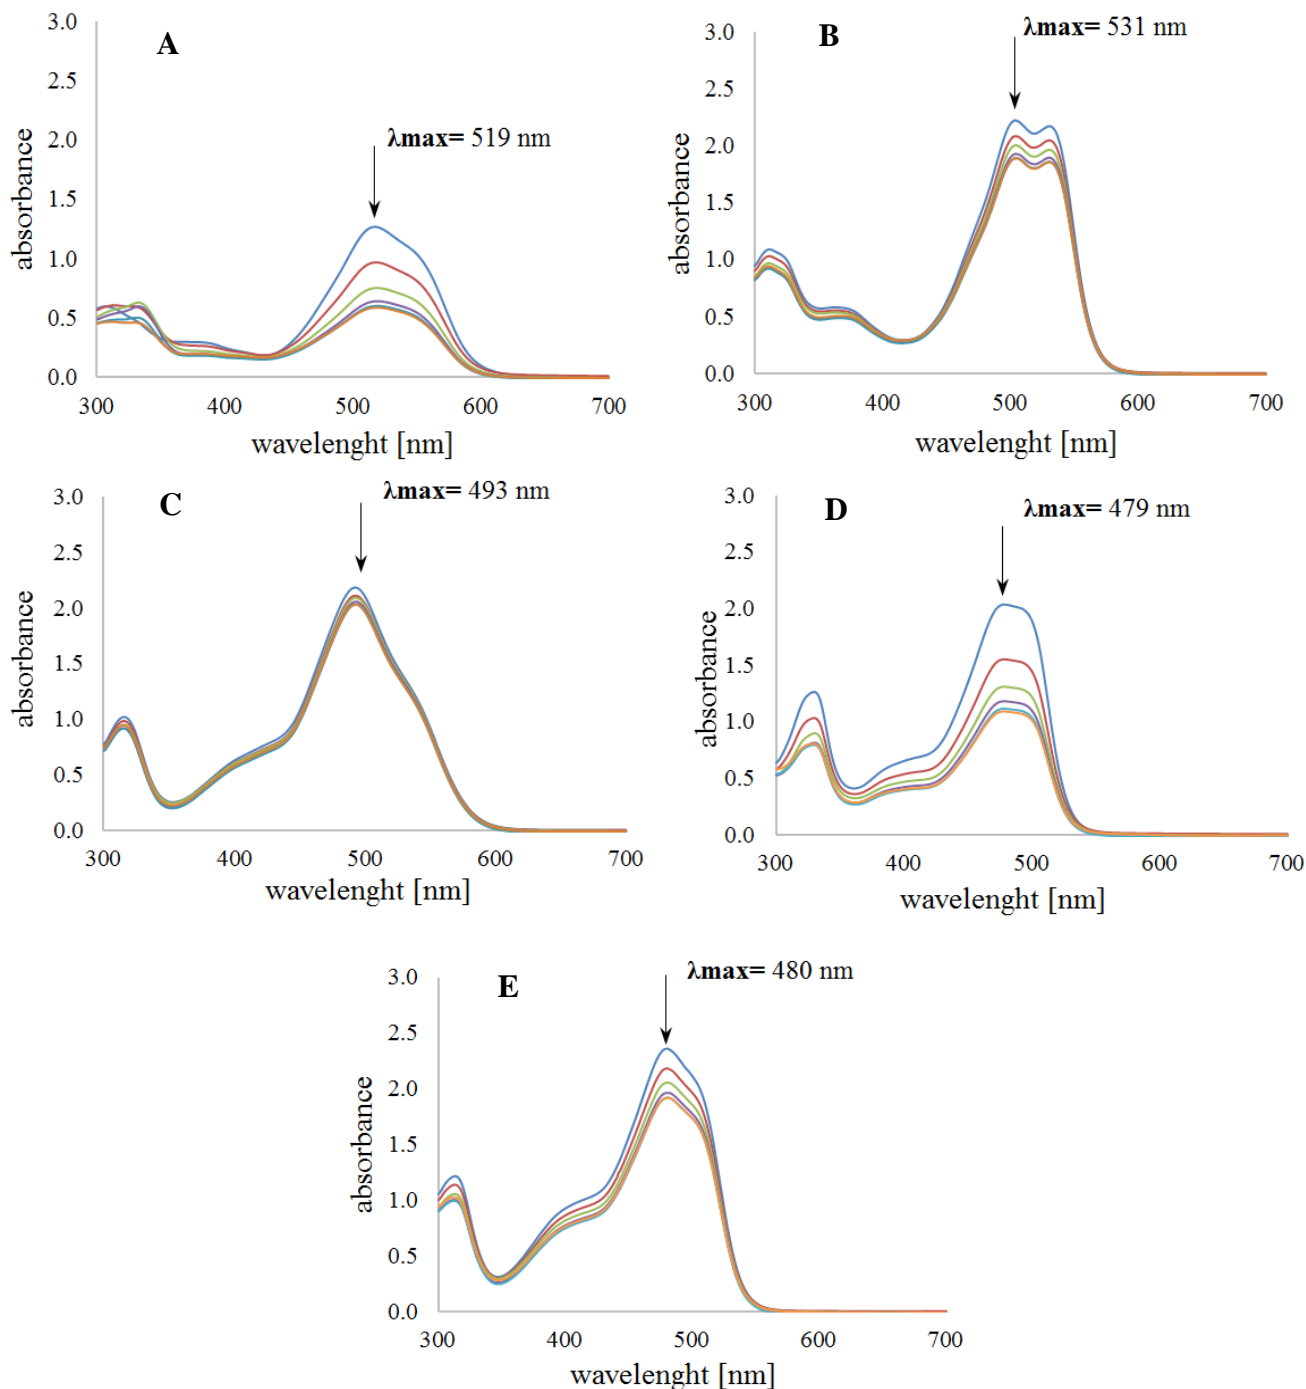 A
λmax= 519 nm
absorbance
3.0
2.5
2.0
1.5
1.0
0.5
0.0
300 400 500 600 700
wavelenght [nm]
B
λmax= 531 nm
absorbance
3.0
2.5
2.0
1.5
1.0
0.5
0.0
300 400 500 600 700
wavelenght [nm]
C
λmax= 493 nm
absorbance
3.0
2.5
2.0
1.5
1.0
0.5
0.0
300 400 500 600 700
wavelenght [nm]
D
λmax= 479 nm
absorbance
3.0
2.5
2.0
1.5
1.0
0.5
0.0
300 400 500 600 700
wavelenght [nm]
E
λmax= 480 nm
absorbance
3.0
2.5
2.0
1.5
1.0
0.5
0.0
300 400 500 600 700
wavelenght [nm]